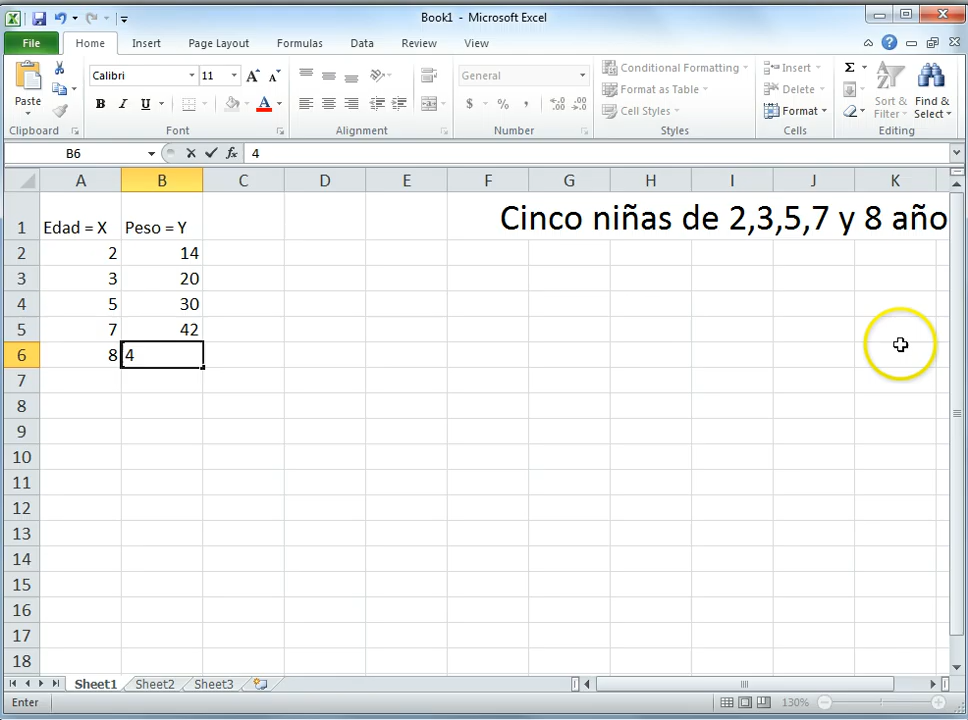 Book1 - Microsoft Excel
File Home Insert Page Layout Formulas Data Review View
Calibri 11 General Conditional Formatting Insert
Paste Format as Table Delete Sort & Filter Find & Select
B I U A $ % , Cell Styles Format
Clipboard Font Alignment Number Styles Cells Editing
B6 fx 4
A B C D E F G H I J K
1 Edad = X Peso = Y Cinco niñas de 2,3,5,7 y 8 año
2 2 14
3 3 20
4 5 30
5 7 42
6 8 4
7
8
9
10
11
12
13
14
15
16
17
18
Sheet1 Sheet2 Sheet3
Enter 130%